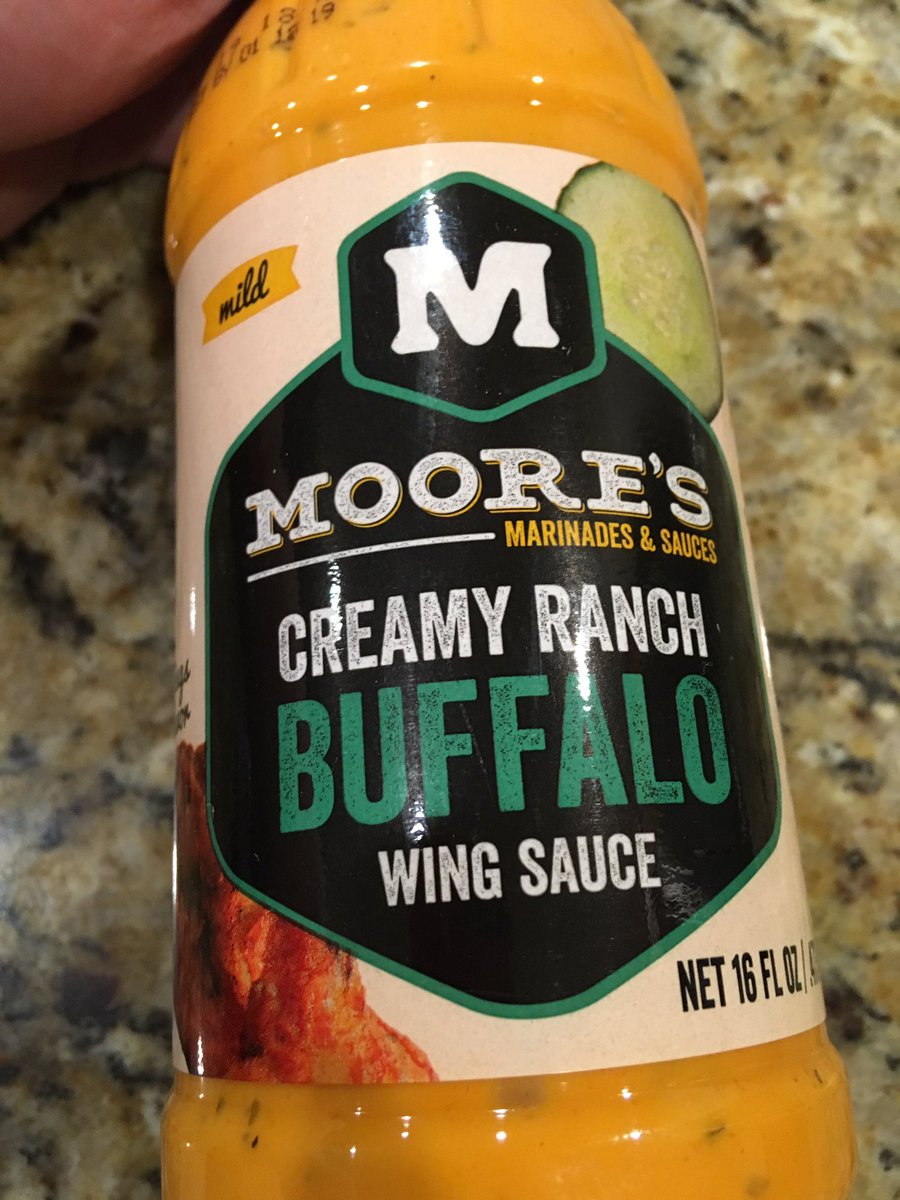 mild
M
MOORE'S
MARINADES & SAUCES
CREAMY RANCH
BUFFALO
WING SAUCE
NET 16 FL OZ